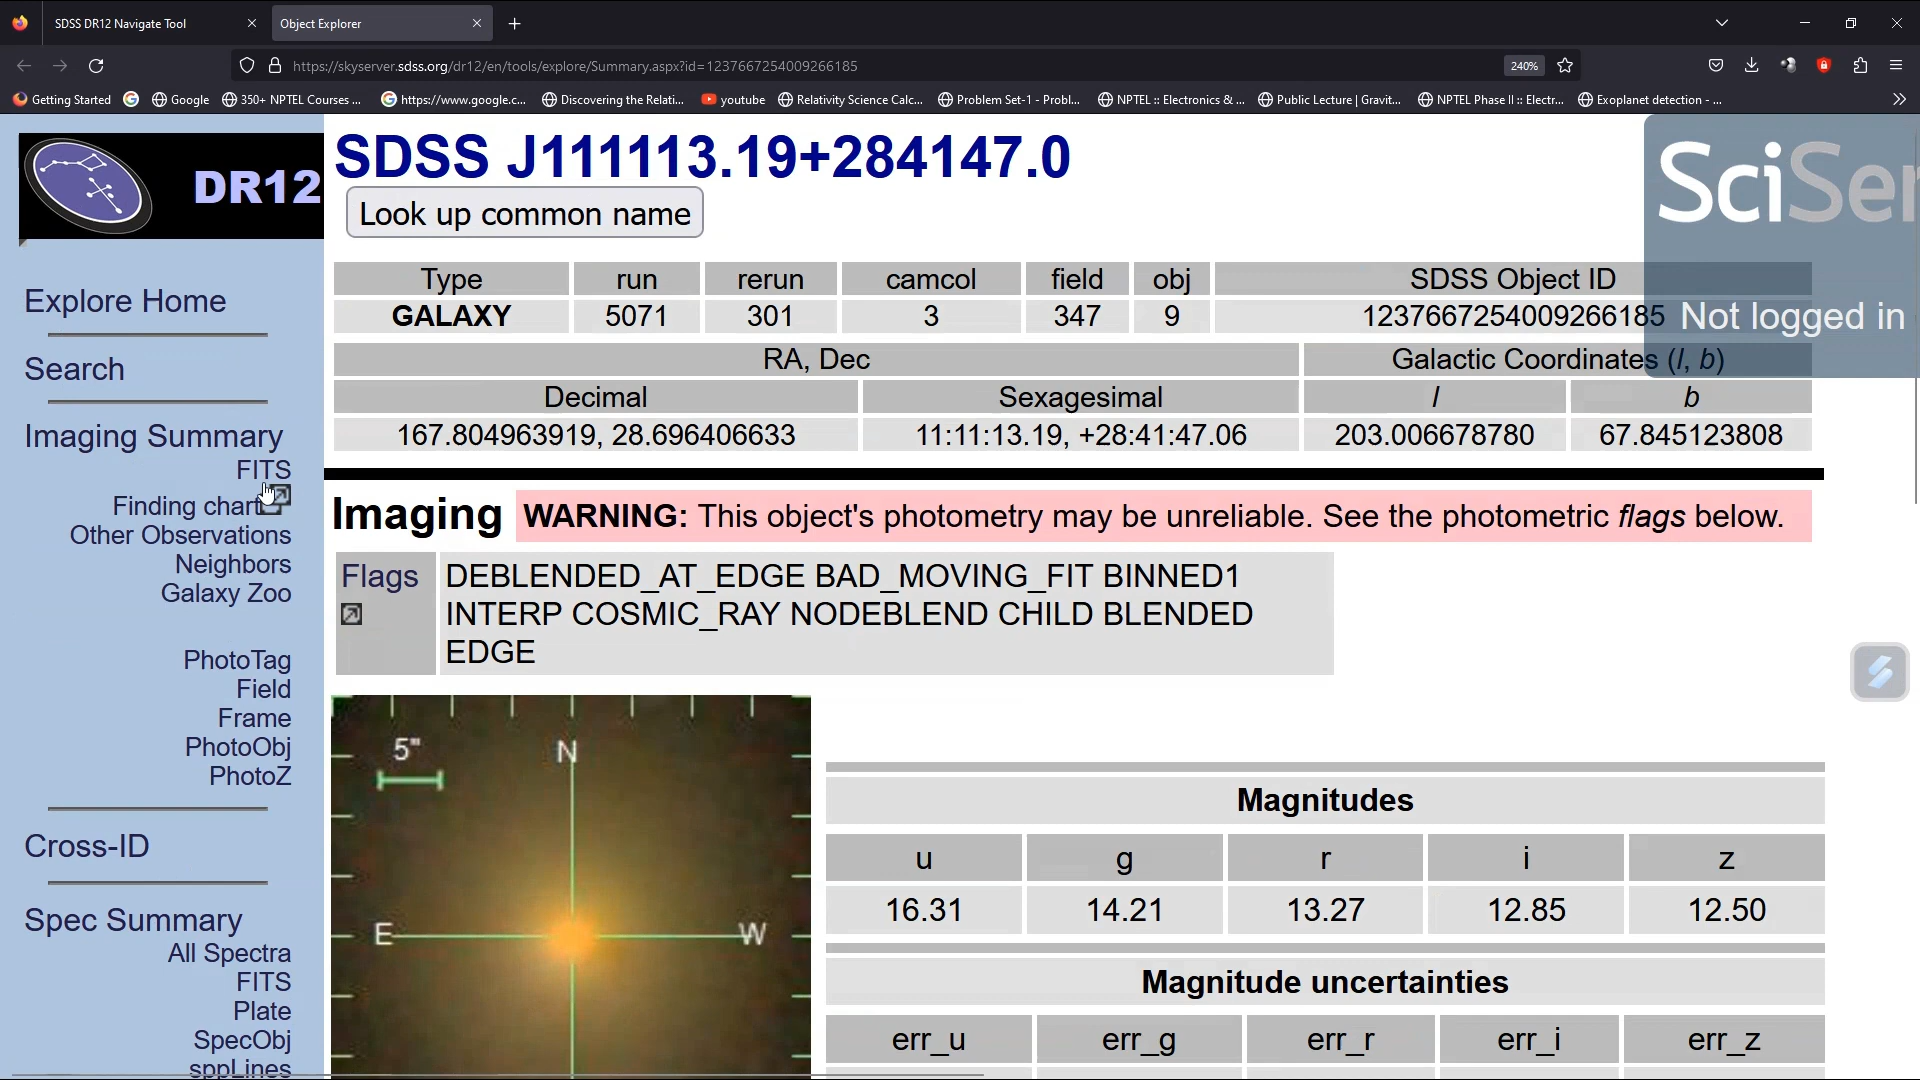 SDSS DR12 Navigate Tool
Object Explorer
https://skyserver.sdss.org/dr12/en/tools/explore/Summary.aspx?id=1237667254009266185
240%
Getting Started
Google
350+ NPTEL Courses ...
https://www.google.c...
Discovering the Relati...
youtube
Relativity Science Calc...
Problem Set-1 - Probl...
NPTEL :: Electronics & ...
Public Lecture | Gravit...
NPTEL Phase II :: Electr...
Exoplanet detection - ...
DR12
Explore Home
Search
Imaging Summary
FITS
Finding chart
Other Observations
Neighbors
Galaxy Zoo
PhotoTag
Field
Frame
PhotoObj
PhotoZ
Cross-ID
Spec Summary
All Spectra
FITS
Plate
SpecObj
sppLines
SDSS J111113.19+284147.0
Look up common name
SciSer
Not logged in
Type run rerun camcol field obj SDSS Object ID
GALAXY 5071 301 3 347 9 1237667254009266185
RA, Dec Galactic Coordinates (l, b)
Decimal Sexagesimal l b
167.804963919, 28.696406633 11:11:13.19, +28:41:47.06 203.006678780 67.845123808
Imaging WARNING: This object's photometry may be unreliable. See the photometric flags below.
Flags
DEBLENDED_AT_EDGE BAD_MOVING_FIT BINNED1
INTERP COSMIC_RAY NODEBLEND CHILD BLENDED
EDGE
5"
N
E
W
Magnitudes
u g r i z
16.31 14.21 13.27 12.85 12.50
Magnitude uncertainties
err_u err_g err_r err_i err_z